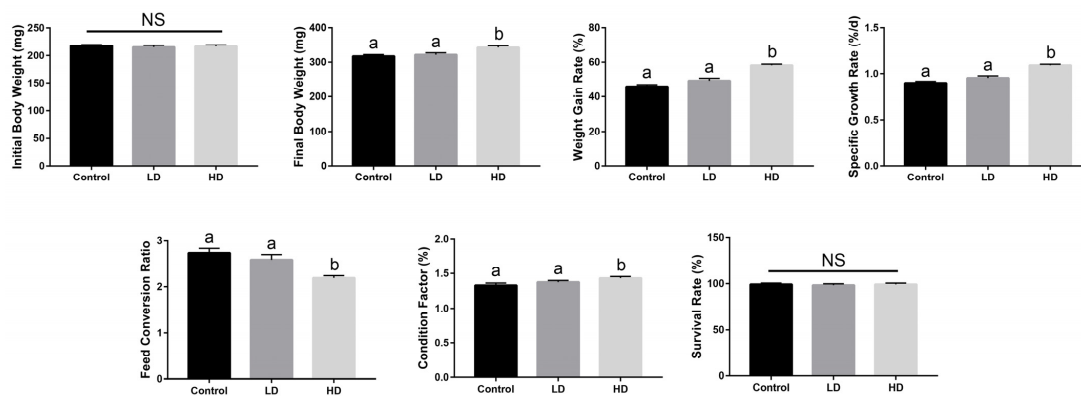 NS
Initial Body Weight (mg)
250
200
150
100
50
0
Control LD HD
a a b
Final Body Weight (mg)
400
300
200
100
0
Control LD HD
a a b
Weight Gain Rate (%)
80
60
40
20
0
Control LD HD
a a b
Specific Growth Rate (%/d)
1.5
1.0
0.5
0.0
Control LD HD
a a b
Feed Conversion Ratio
3
2
1
0
Control LD HD
a a b
Condition Factor (%)
2.0
1.5
1.0
0.5
0.0
Control LD HD
NS
Survival Rate (%)
150
100
50
0
Control LD HD